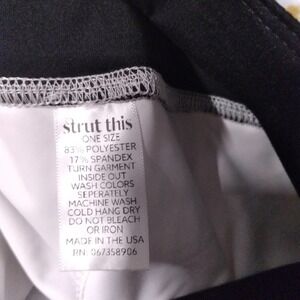 strut this
ONE SIZE
83% POLYESTER
17% SPANDEX
TURN GARMENT
INSIDE OUT
WASH COLORS
SEPERATELY
MACHINE WASH
COLD HANG DRY
DO NOT BLEACH
OR IRON
MADE IN THE USA
RN: 067358906